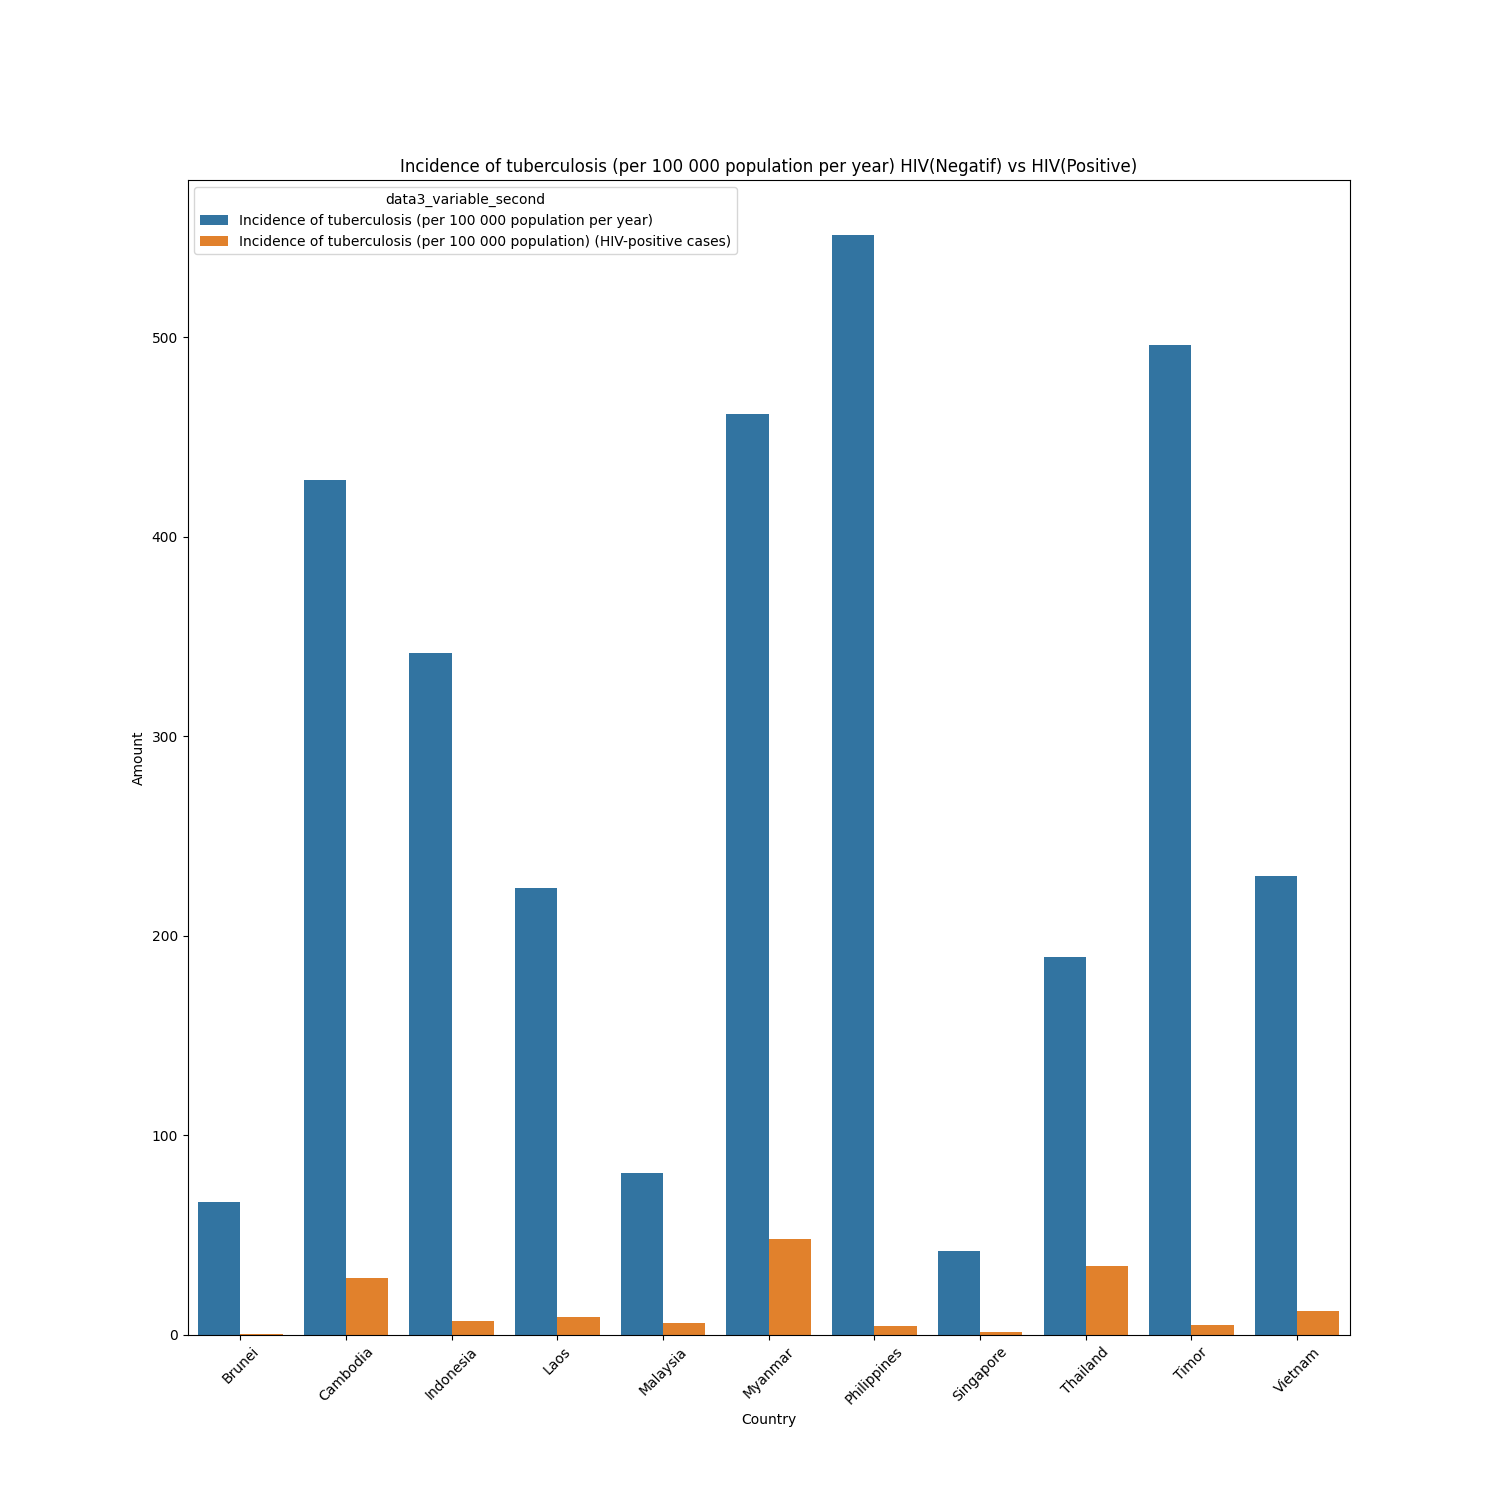 Incidence of tuberculosis (per 100 000 population per year) HIV(Negatif) vs HIV(Positive)
data3_variable_second
Incidence of tuberculosis (per 100 000 population per year)
Incidence of tuberculosis (per 100 000 population) (HIV-positive cases)
500
400
300
200
100
0
Amount
Brunei
Cambodia
Indonesia
Laos
Malaysia
Myanmar
Philippines
Singapore
Thailand
Timor
Vietnam
Country